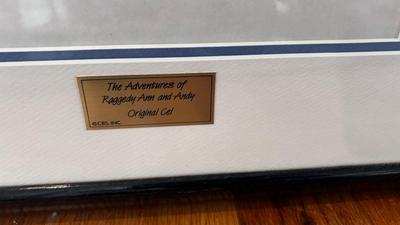 The Adventures of
Raggedy Ann and Andy
Original Cel
©CBS, INC.